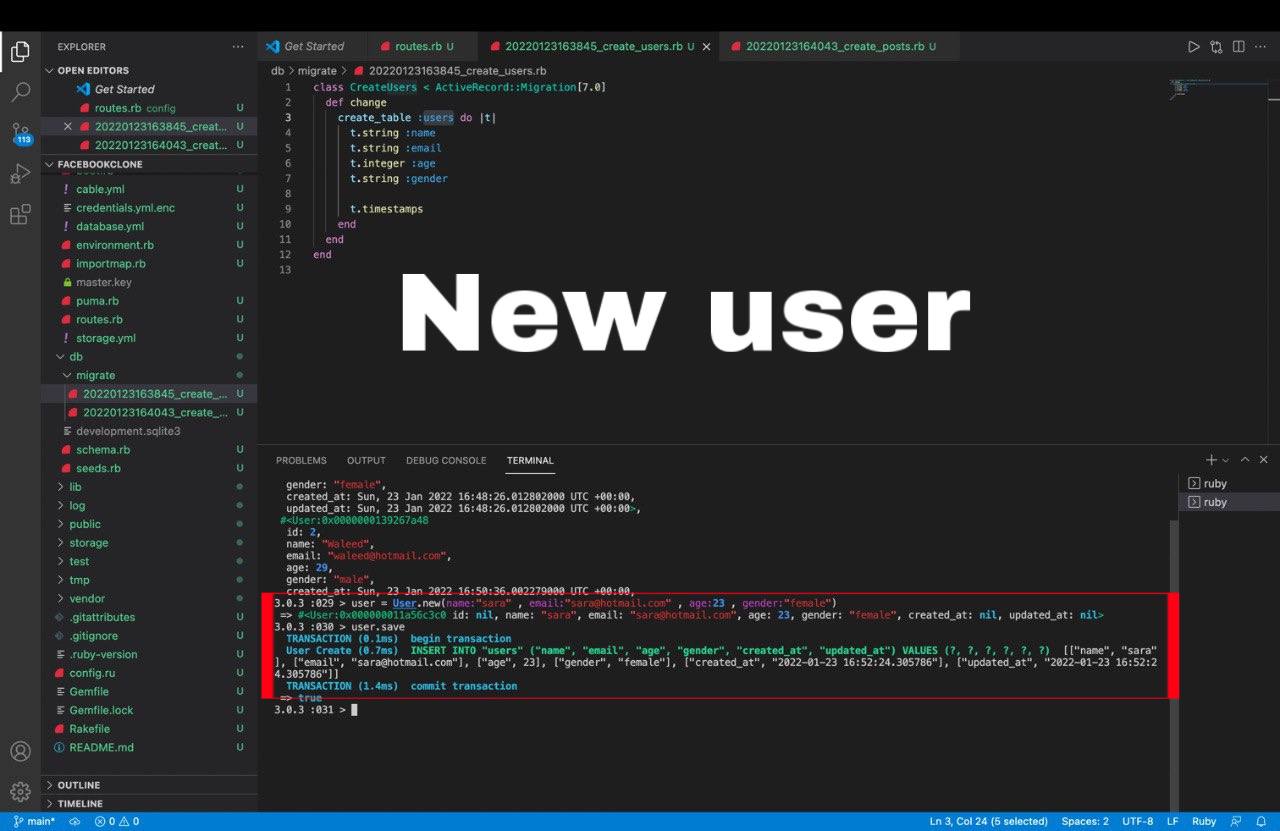 EXPLORER
OPEN EDITORS
Get Started
routes.rb config U
20220123163845_creat... U
20220123164043_creat... U
FACEBOOKCLONE
cable.yml U
credentials.yml.enc U
database.yml U
environment.rb U
importmap.rb U
master.key
puma.rb U
routes.rb U
storage.yml U
db
migrate
20220123163845_create_... U
20220123164043_create_... U
development.sqlite3
schema.rb U
seeds.rb U
lib
log
public
storage
test
tmp
vendor
.gitattributes U
.gitignore U
.ruby-version U
config.ru U
Gemfile U
Gemfile.lock U
Rakefile U
README.md U
OUTLINE
TIMELINE
113
Get Started
routes.rb U
20220123163845_create_users.rb U
20220123164043_create_posts.rb U
db > migrate > 20220123163845_create_users.rb
1 class CreateUsers < ActiveRecord::Migration[7.0]
2 def change
3 create_table :users do |t|
4 t.string :name
5 t.string :email
6 t.integer :age
7 t.string :gender
8
9 t.timestamps
10 end
11 end
12 end
13
New user
PROBLEMS OUTPUT DEBUG CONSOLE TERMINAL
ruby
ruby
gender: "female",
created_at: Sun, 23 Jan 2022 16:48:26.012802000 UTC +00:00,
updated_at: Sun, 23 Jan 2022 16:48:26.012802000 UTC +00:00>,
#<User:0x0000000139267a48
id: 2,
name: "Waleed",
email: "waleed@hotmail.com",
age: 29,
gender: "male",
created_at: Sun, 23 Jan 2022 16:50:36.002279000 UTC +00:00,
3.0.3 :029 > user = User.new(name:"sara" , email:"sara@hotmail.com" , age:23 , gender:"female")
=> #<User:0x000000011a56c3c0 id: nil, name: "sara", email: "sara@hotmail.com", age: 23, gender: "female", created_at: nil, updated_at: nil>
3.0.3 :030 > user.save
TRANSACTION (0.1ms) begin transaction
User Create (0.7ms) INSERT INTO "users" ("name", "email", "age", "gender", "created_at", "updated_at") VALUES (?, ?, ?, ?, ?, ?) [["name", "sara"
], ["email", "sara@hotmail.com"], ["age", 23], ["gender", "female"], ["created_at", "2022-01-23 16:52:24.305786"], ["updated_at", "2022-01-23 16:52:2
4.305786"]]
TRANSACTION (1.4ms) commit transaction
=> true
3.0.3 :031 >
main* 0 0
Ln 3, Col 24 (5 selected) Spaces: 2 UTF-8 LF Ruby